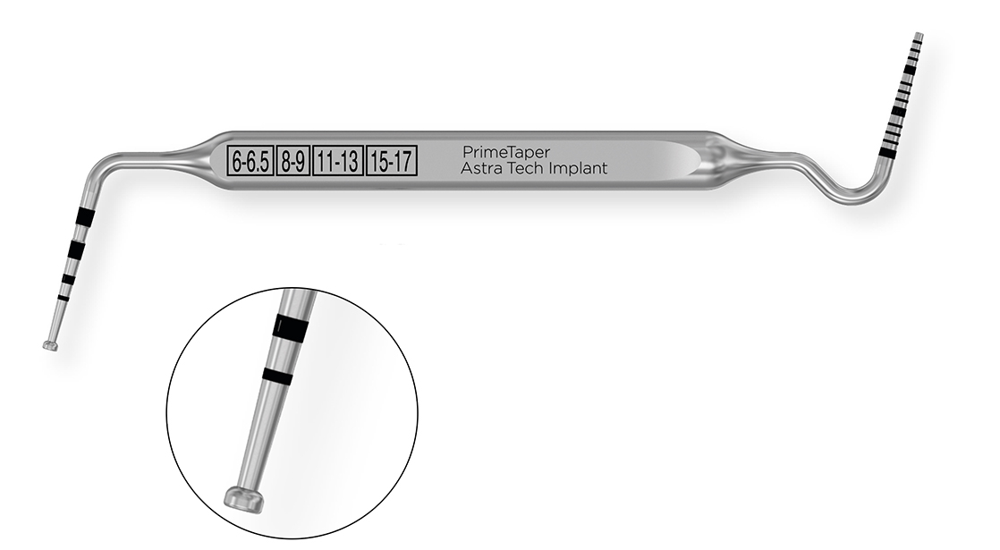 6-6.5 8-9 11-13 15-17
PrimeTaper
Astra Tech Implant